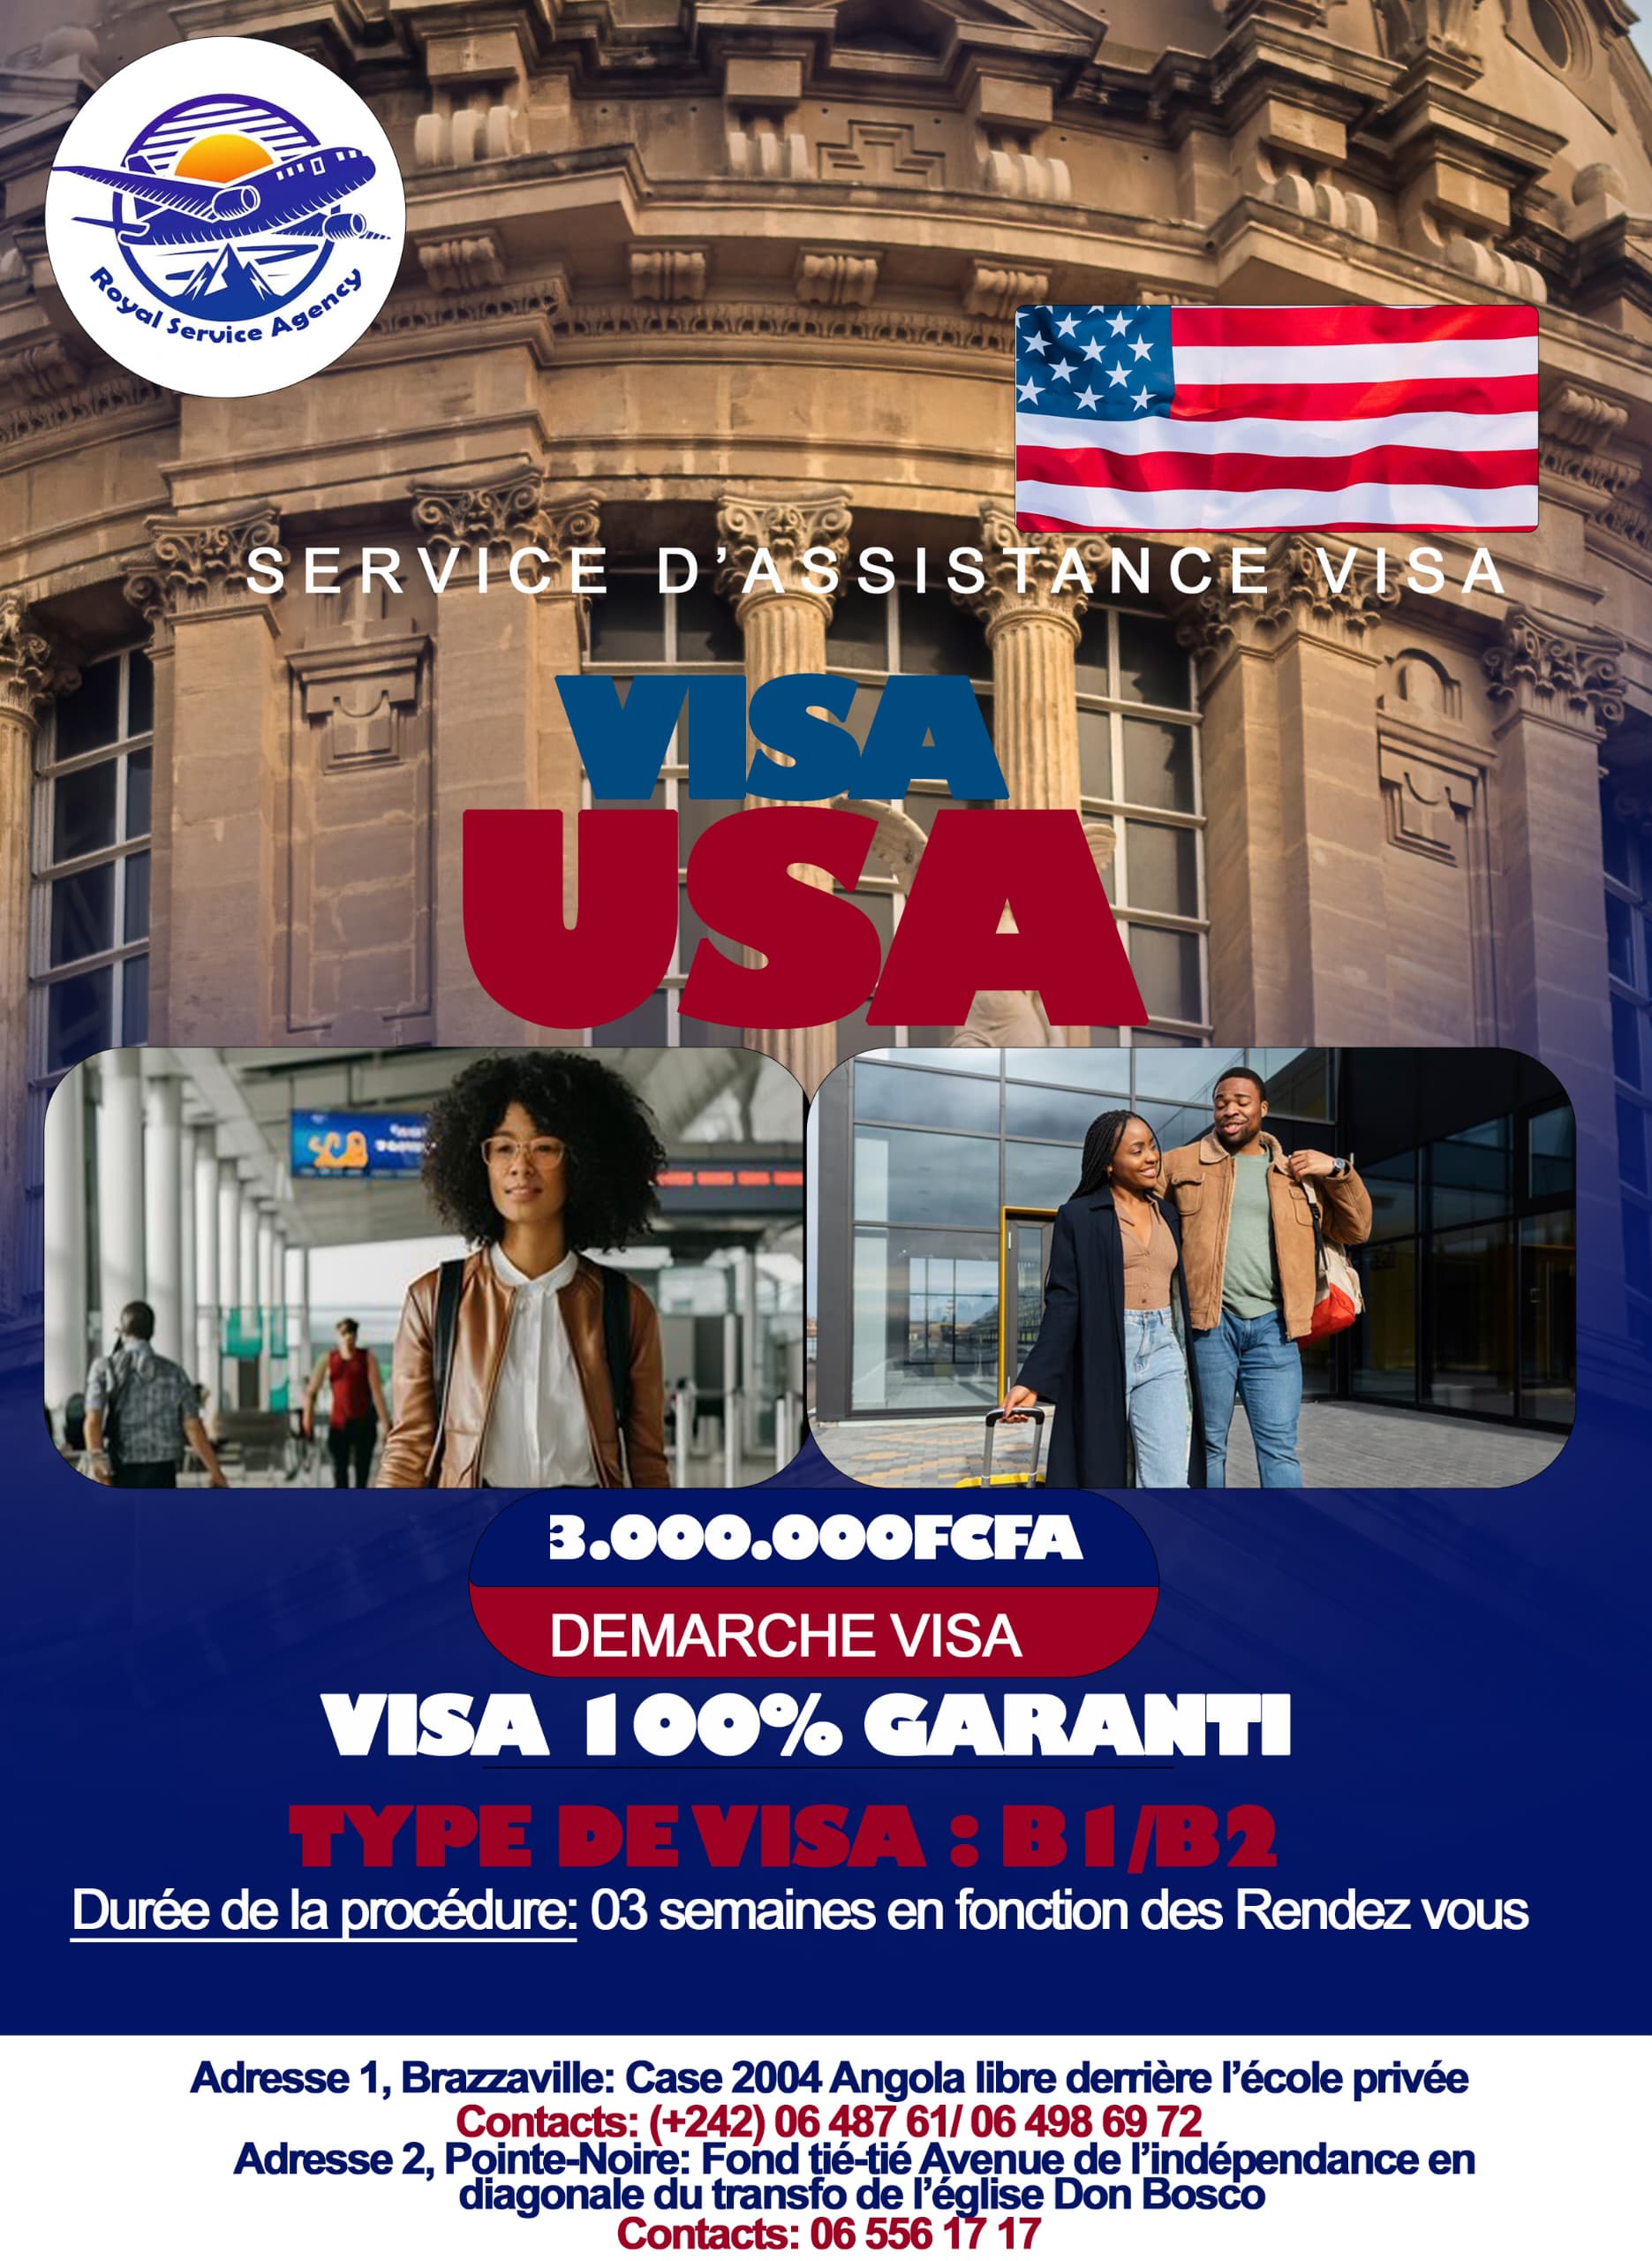 Royal Service Agency
SERVICE D'ASSISTANCE VISA
VISA
USA
3.000.000FCFA
DEMARCHE VISA
VISA 100% GARANTI
TYPE DE VISA : B1/B2
Durée de la procédure: 03 semaines en fonction des Rendez vous
Adresse 1, Brazzaville: Case 2004 Angola libre derrière l'école privée
Contacts: (+242) 06 487 61/ 06 498 69 72
Adresse 2, Pointe-Noire: Fond tié-tié Avenue de l'indépendance en
diagonale du transfo de l'église Don Bosco
Contacts: 06 556 17 17